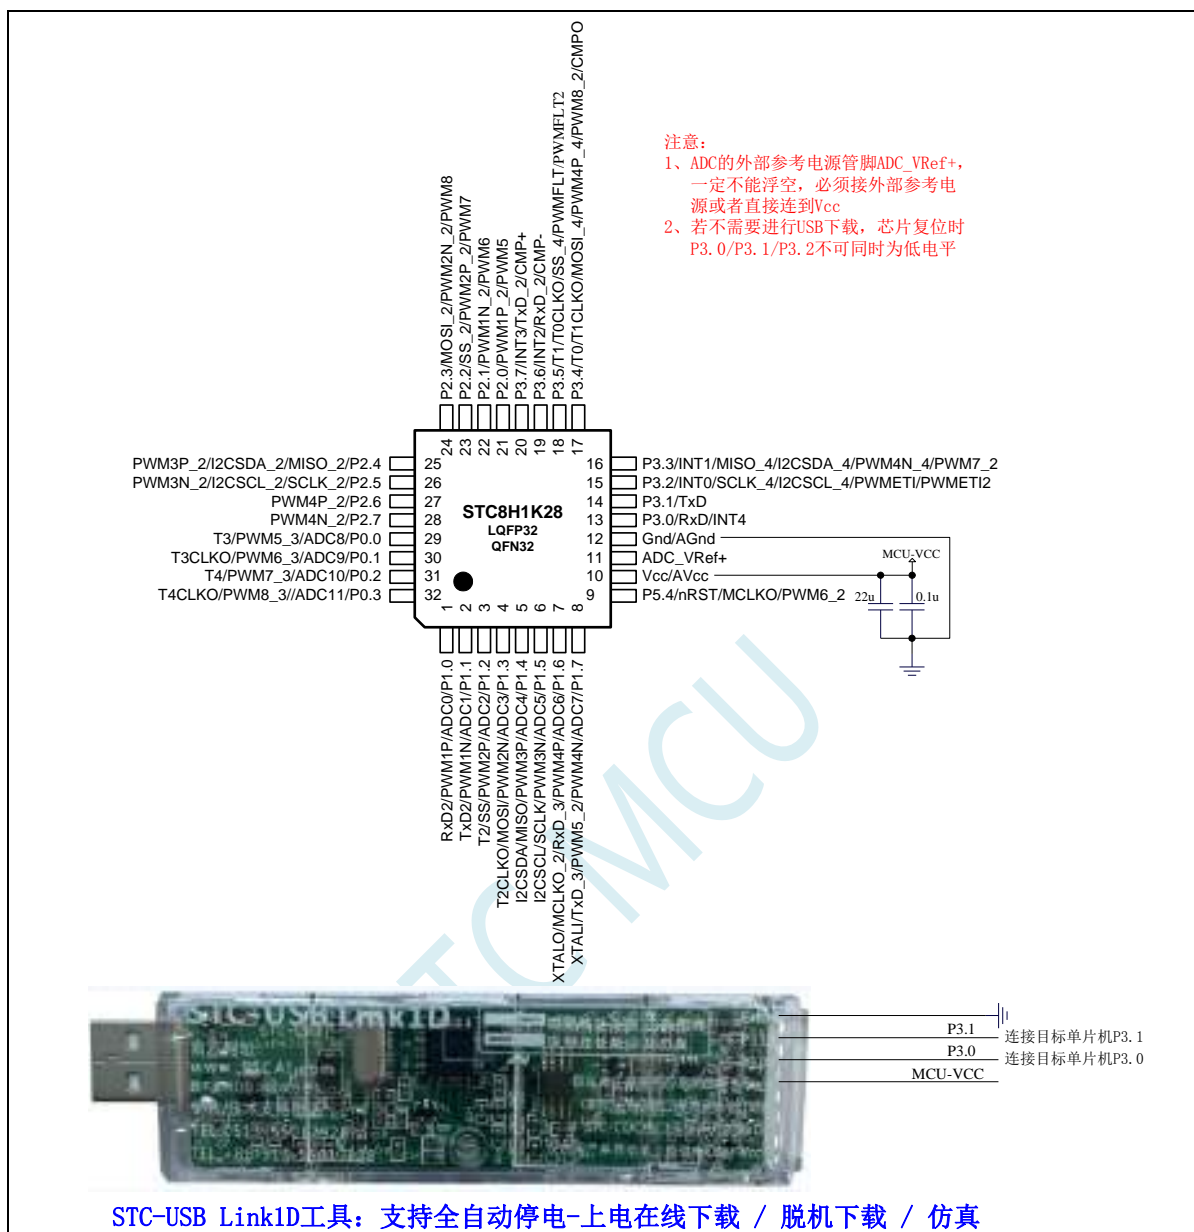 P2.3/MOSI_2/PWM2N_2/PWM8
P2.2/SS_2/PWM2P_2/PWM7
P2.1/PWM1N_2/PWM6
P2.0/PWM1P_2/PWM5
P3.7/INT3/TxD_2/CMP+
P3.6/INT2/RxD_2/CMP-
P3.5/T1/T0CLKO/SS_4/PWMFLT/PWMFLT2
P3.4/T0/T1CLKO/MOSI_4/PWM4P_4/PWM8_2/CMPO
注意:
1、ADC的外部参考电源管脚ADC_VRef+,
一定不能浮空, 必须接外部参考电
源或者直接连到Vcc
2、若不需要进行USB下载, 芯片复位时
P3.0/P3.1/P3.2不可同时为低电平
24 23 22 21 20 19 18 17
PWM3P_2/I2CSDA_2/MISO_2/P2.4 25
PWM3N_2/I2CSCL_2/SCLK_2/P2.5 26
PWM4P_2/P2.6 27
PWM4N_2/P2.7 28
T3/PWM5_3/ADC8/P0.0 29
T3CLKO/PWM6_3/ADC9/P0.1 30
T4/PWM7_3/ADC10/P0.2 31
T4CLKO/PWM8_3//ADC11/P0.3 32
STC8H1K28
LQFP32
QFN32
16 P3.3/INT1/MISO_4/I2CSDA_4/PWM4N_4/PWM7_2
15 P3.2/INT0/SCLK_4/I2CSCL_4/PWMETI/PWMETI2
14 P3.1/TxD
13 P3.0/RxD/INT4
12 Gnd/AGnd
11 ADC_VRef+
10 Vcc/AVcc
9 P5.4/nRST/MCLKO/PWM6_2
MCU-VCC
22u
0.1u
1 2 3 4 5 6 7 8
RxD2/PWM1P/ADC0/P1.0
TxD2/PWM1N/ADC1/P1.1
T2/SS/PWM2P/ADC2/P1.2
T2CLKO/MOSI/PWM2N/ADC3/P1.3
I2CSDA/MISO/PWM3P/ADC4/P1.4
I2CSCL/SCLK/PWM3N/ADC5/P1.5
XTALO/MCLKO_2/RxD_3/PWM4P/ADC6/P1.6
XTALI/TxD_3/PWM5_2/PWM4N/ADC7/P1.7
STC MCU
STC-USB Link1D
P3.1 连接目标单片机P3.1
P3.0 连接目标单片机P3.0
MCU-VCC
STC-USB Link1D工具: 支持全自动停电-上电在线下载 / 脱机下载 / 仿真